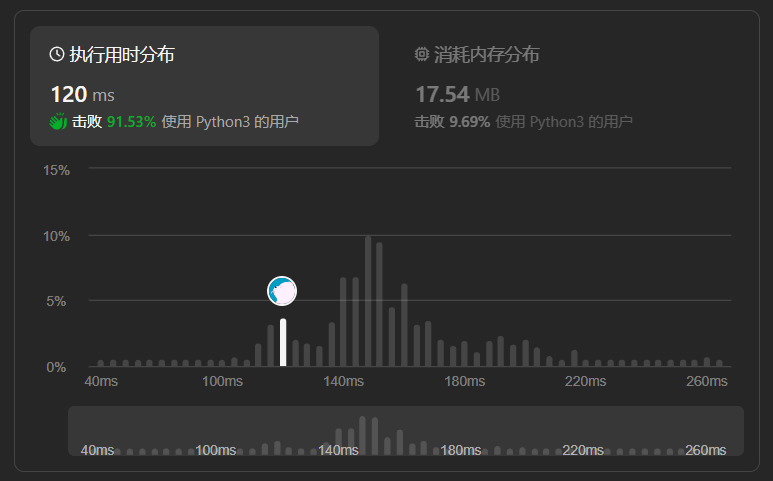 执行用时分布
120 ms
击败 91.53% 使用 Python3 的用户
消耗内存分布
17.54 MB
击败 9.69% 使用 Python3 的用户
15%
10%
5%
0%
40ms 100ms 140ms 180ms 220ms 260ms
40ms 100ms 140ms 180ms 220ms 260ms